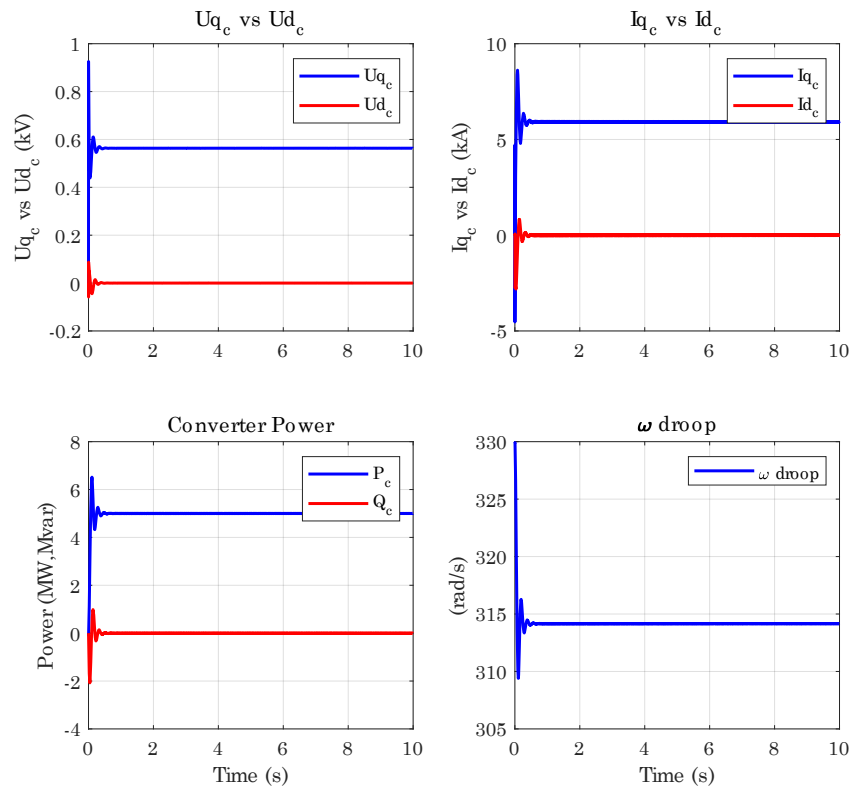 Uq_c vs Ud_c
Uq_c vs Ud_c (kV)
1
0.8
0.6
0.4
0.2
0
-0.2
0 2 4 6 8 10
Uq_c
Ud_c
Iq_c vs Id_c
Iq_c vs Id_c (kA)
10
5
0
-5
0 2 4 6 8 10
Iq_c
Id_c
Converter Power
Power (MW,Mvar)
8
6
4
2
0
-2
-4
0 2 4 6 8 10
Time (s)
P_c
Q_c
ω droop
(rad/s)
330
325
320
315
310
305
0 2 4 6 8 10
Time (s)
ω droop